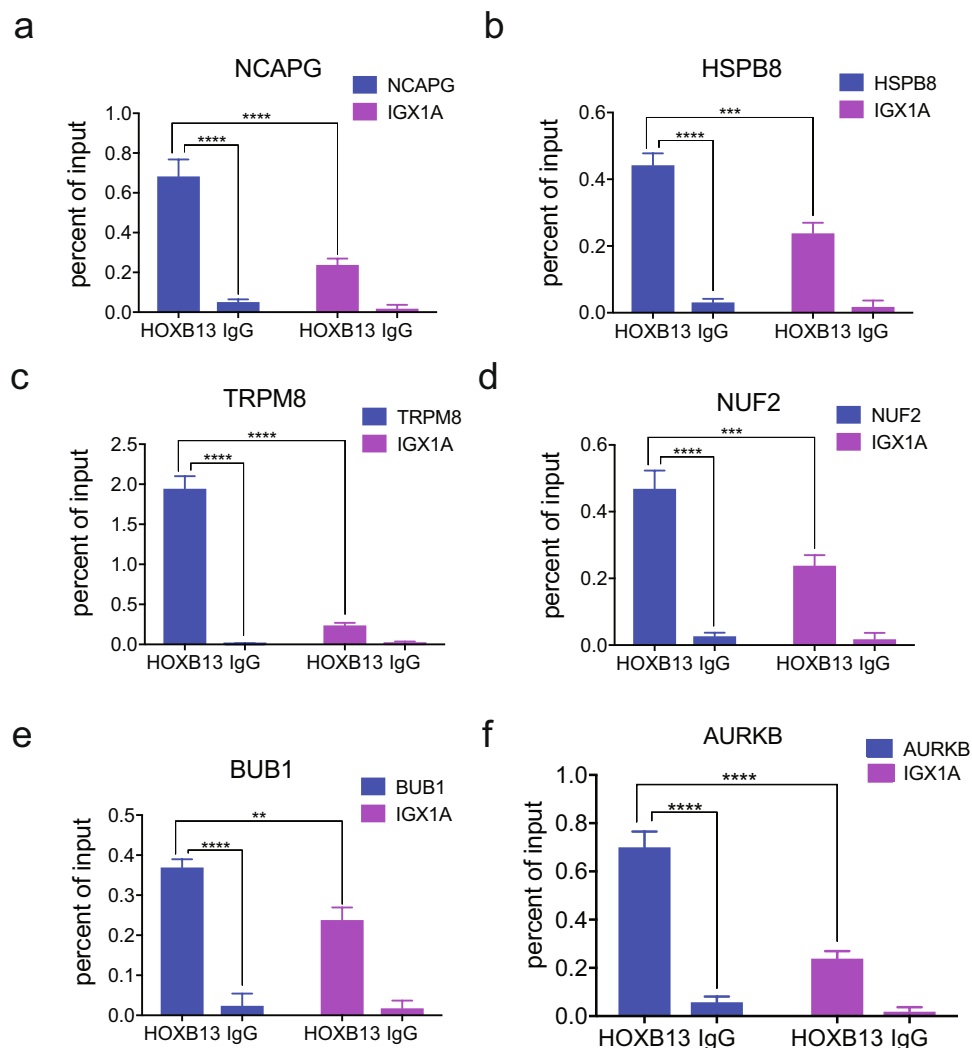 a
NCAPG
NCAPG
IGX1A
percent of input
1.0
0.8
0.6
0.4
0.2
0.0
****
****
HOXB13 IgG
HOXB13 IgG
b
HSPB8
HSPB8
IGX1A
percent of input
0.6
0.4
0.2
0.0
***
****
HOXB13 IgG
HOXB13 IgG
c
TRPM8
TRPM8
IGX1A
percent of input
2.5
2.0
1.5
1.0
0.5
0.0
****
****
HOXB13 IgG
HOXB13 IgG
d
NUF2
NUF2
IGX1A
percent of input
0.6
0.4
0.2
0.0
***
****
HOXB13 IgG
HOXB13 IgG
e
BUB1
BUB1
IGX1A
percent of input
0.5
0.4
0.3
0.2
0.1
0.0
**
****
HOXB13 IgG
HOXB13 IgG
f
AURKB
AURKB
IGX1A
percent of input
1.0
0.8
0.6
0.4
0.2
0.0
****
****
HOXB13 IgG
HOXB13 IgG